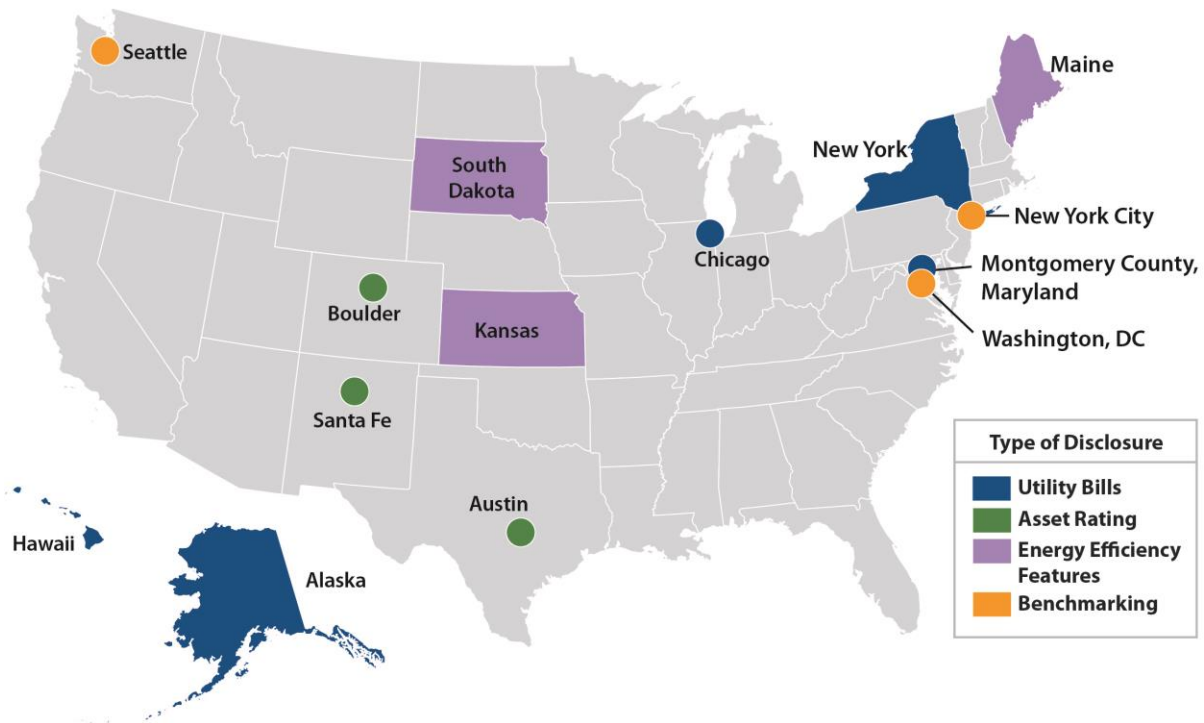 Seattle
Maine
New York
South
Dakota
New York City
Chicago
Montgomery County,
Maryland
Boulder
Kansas
Washington, DC
Santa Fe
Austin
Hawaii
Alaska
Type of Disclosure
Utility Bills
Asset Rating
Energy Efficiency
Features
Benchmarking